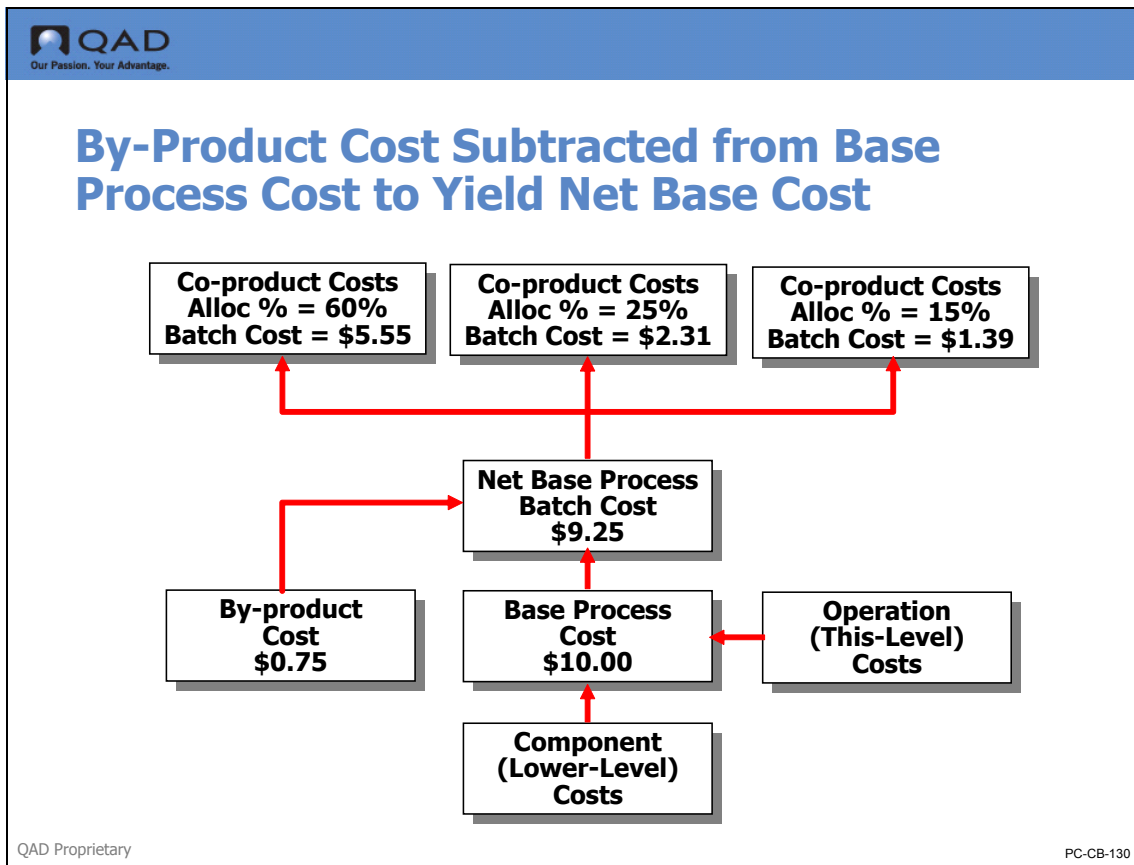 QAD
Our Passion. Your Advantage.
By-Product Cost Subtracted from Base
Process Cost to Yield Net Base Cost
Co-product Costs
Alloc % = 60%
Batch Cost = $5.55
Co-product Costs
Alloc % = 25%
Batch Cost = $2.31
Co-product Costs
Alloc % = 15%
Batch Cost = $1.39
Net Base Process
Batch Cost
$9.25
By-product
Cost
$0.75
Base Process
Cost
$10.00
Operation
(This-Level)
Costs
Component
(Lower-Level)
Costs
QAD Proprietary
PC-CB-130